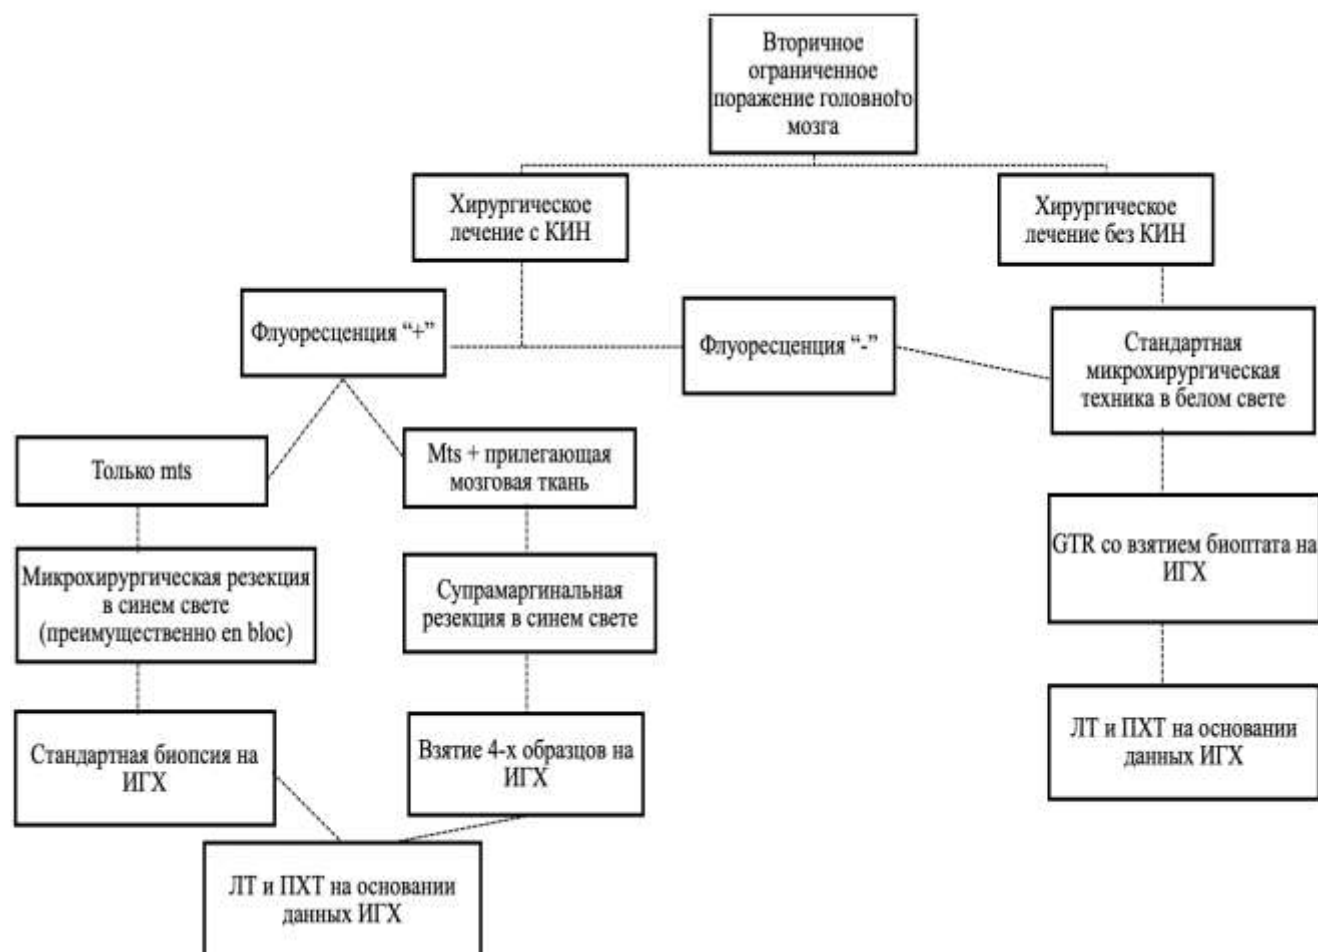 Вторичное
ограниченное
поражение головного
мозга
Хирургическое
лечение с КИН
Хирургическое
лечение без КИН
Флуоресценция “+”
Флуоресценция “-”
Стандартная
микрохирургическая
техника в белом свете
Только mts
Mts + прилегающая
мозговая ткань
GTR со взятием биоптата на
ИГХ
Микрохирургическая резекция
в синем свете
(преимущественно en bloc)
Супрамаргинальная
резекция в синем свете
Стандартная биопсия на
ИГХ
Взятие 4-х образцов на
ИГХ
ЛТ и ПХТ на основании
данных ИГХ
ЛТ и ПХТ на основании
данных ИГХ